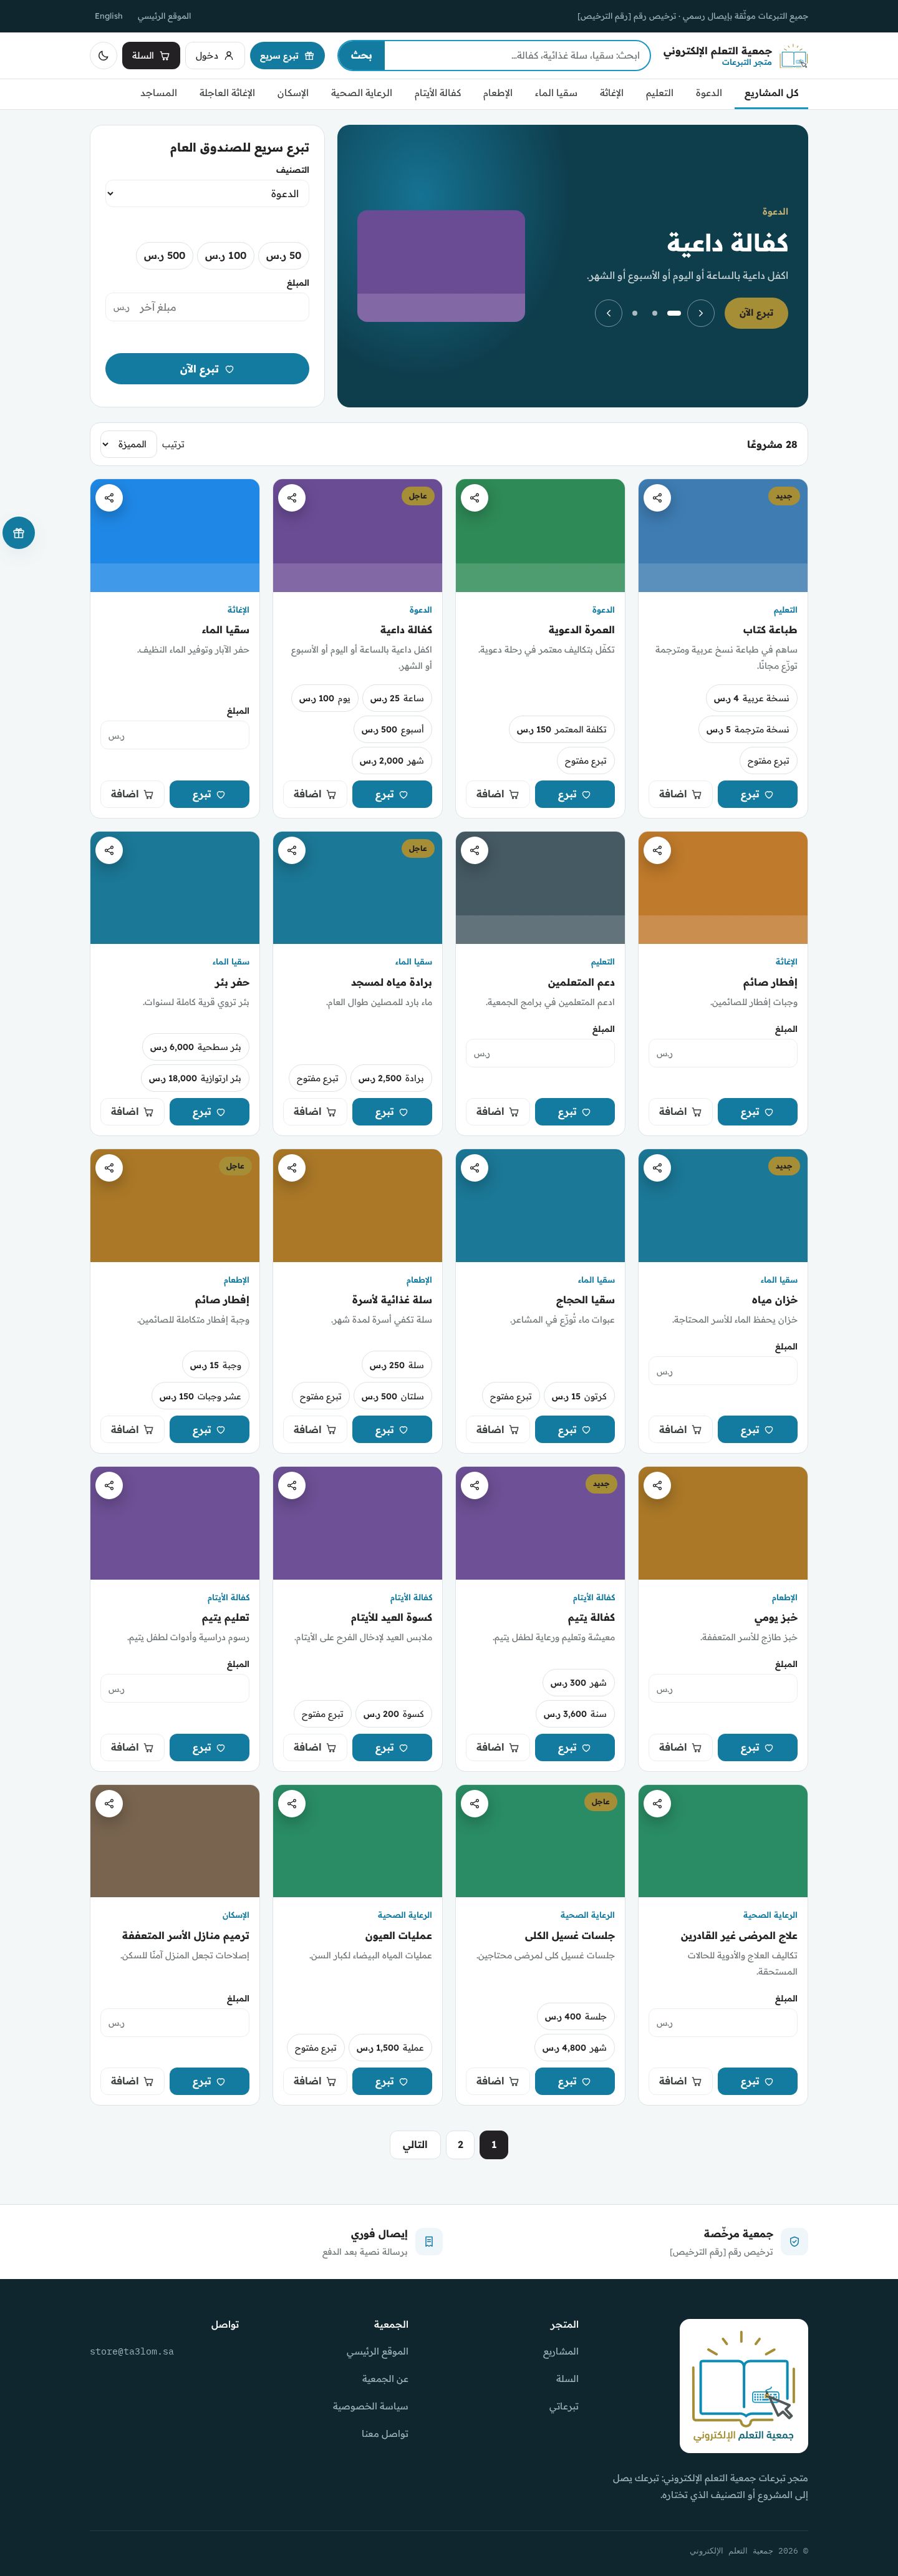 جميع التبرعات موثّقة بإيصال رسمي · ترخيص رقم [رقم الترخيص]
الموقع الرئيسي
English
جمعية التعلم الإلكتروني
متجر التبرعات
ابحث: سقيا، سلة غذائية، كفالة...
بحث
تبرع سريع
دخول
السلة
كل المشاريع
الدعوة
التعليم
الإغاثة
سقيا الماء
الإطعام
كفالة الأيتام
الرعاية الصحية
الإسكان
الإغاثة العاجلة
المساجد
الدعوة
كفالة داعية
اكفل داعية بالساعة أو اليوم أو الأسبوع أو الشهر.
تبرع الآن
تبرع سريع للصندوق العام
التصنيف
الدعوة
50 ر.س
100 ر.س
500 ر.س
المبلغ
مبلغ آخر
ر.س
تبرع الآن
28 مشروعًا
ترتيب
المميزة
جديد
التعليم
طباعة كتاب
ساهم في طباعة نسخ عربية ومترجمة
توزّع مجانًا.
نسخة عربية 4 ر.س
نسخة مترجمة 5 ر.س
تبرع مفتوح
تبرع
اضافة
الدعوة
العمرة الدعوية
تكفّل بتكاليف معتمر في رحلة دعوية.
تكلفة المعتمر 150 ر.س
تبرع مفتوح
تبرع
اضافة
عاجل
الدعوة
كفالة داعية
اكفل داعية بالساعة أو اليوم أو الأسبوع
أو الشهر.
ساعة 25 ر.س
يوم 100 ر.س
أسبوع 500 ر.س
شهر 2,000 ر.س
تبرع
اضافة
الإغاثة
سقيا الماء
حفر الآبار وتوفير الماء النظيف.
المبلغ
ر.س
تبرع
اضافة
الإغاثة
إفطار صائم
وجبات إفطار للصائمين.
المبلغ
ر.س
تبرع
اضافة
التعليم
دعم المتعلمين
ادعم المتعلمين في برامج الجمعية.
المبلغ
ر.س
تبرع
اضافة
عاجل
سقيا الماء
برادة مياه لمسجد
ماء بارد للمصلين طوال العام.
برادة 2,500 ر.س
تبرع مفتوح
تبرع
اضافة
سقيا الماء
حفر بئر
بئر تروي قرية كاملة لسنوات.
بئر سطحية 6,000 ر.س
بئر ارتوازية 18,000 ر.س
تبرع
اضافة
جديد
سقيا الماء
خزان مياه
خزان يحفظ الماء للأسر المحتاجة.
المبلغ
ر.س
تبرع
اضافة
سقيا الماء
سقيا الحجاج
عبوات ماء تُوزّع في المشاعر.
كرتون 15 ر.س
تبرع مفتوح
تبرع
اضافة
الإطعام
سلة غذائية لأسرة
سلة تكفي أسرة لمدة شهر.
سلة 250 ر.س
سلتان 500 ر.س
تبرع مفتوح
تبرع
اضافة
عاجل
الإطعام
إفطار صائم
وجبة إفطار متكاملة للصائمين.
وجبة 15 ر.س
عشر وجبات 150 ر.س
تبرع
اضافة
الإطعام
خبز يومي
خبز طازج للأسر المتعففة.
المبلغ
ر.س
تبرع
اضافة
جديد
كفالة الأيتام
كفالة يتيم
معيشة وتعليم ورعاية لطفل يتيم.
شهر 300 ر.س
سنة 3,600 ر.س
تبرع
اضافة
كفالة الأيتام
كسوة العيد للأيتام
ملابس العيد لإدخال الفرح على الأيتام.
كسوة 200 ر.س
تبرع مفتوح
تبرع
اضافة
كفالة الأيتام
تعليم يتيم
رسوم دراسية وأدوات لطفل يتيم.
المبلغ
ر.س
تبرع
اضافة
الرعاية الصحية
علاج المرضى غير القادرين
تكاليف العلاج والأدوية للحالات
المستحقة.
المبلغ
ر.س
تبرع
اضافة
عاجل
الرعاية الصحية
جلسات غسيل الكلى
جلسات غسيل كلى لمرضى محتاجين.
جلسة 400 ر.س
شهر 4,800 ر.س
تبرع
اضافة
الرعاية الصحية
عمليات العيون
عمليات المياه البيضاء لكبار السن.
عملية 1,500 ر.س
تبرع مفتوح
تبرع
اضافة
الإسكان
ترميم منازل الأسر المتعففة
إصلاحات تجعل المنزل آمنًا للسكن.
المبلغ
ر.س
تبرع
اضافة
1
2
التالي
جمعية مرخّصة
ترخيص رقم [رقم الترخيص]
إيصال فوري
برسالة نصية بعد الدفع
جمعية التعلم الإلكتروني
متجر تبرعات جمعية التعلم الإلكتروني: تبرعك يصل
إلى المشروع أو التصنيف الذي تختاره.
المتجر
المشاريع
السلة
تبرعاتي
الجمعية
الموقع الرئيسي
عن الجمعية
سياسة الخصوصية
تواصل معنا
تواصل
store@ta3lom.sa
© 2026 جمعية التعلم الإلكتروني